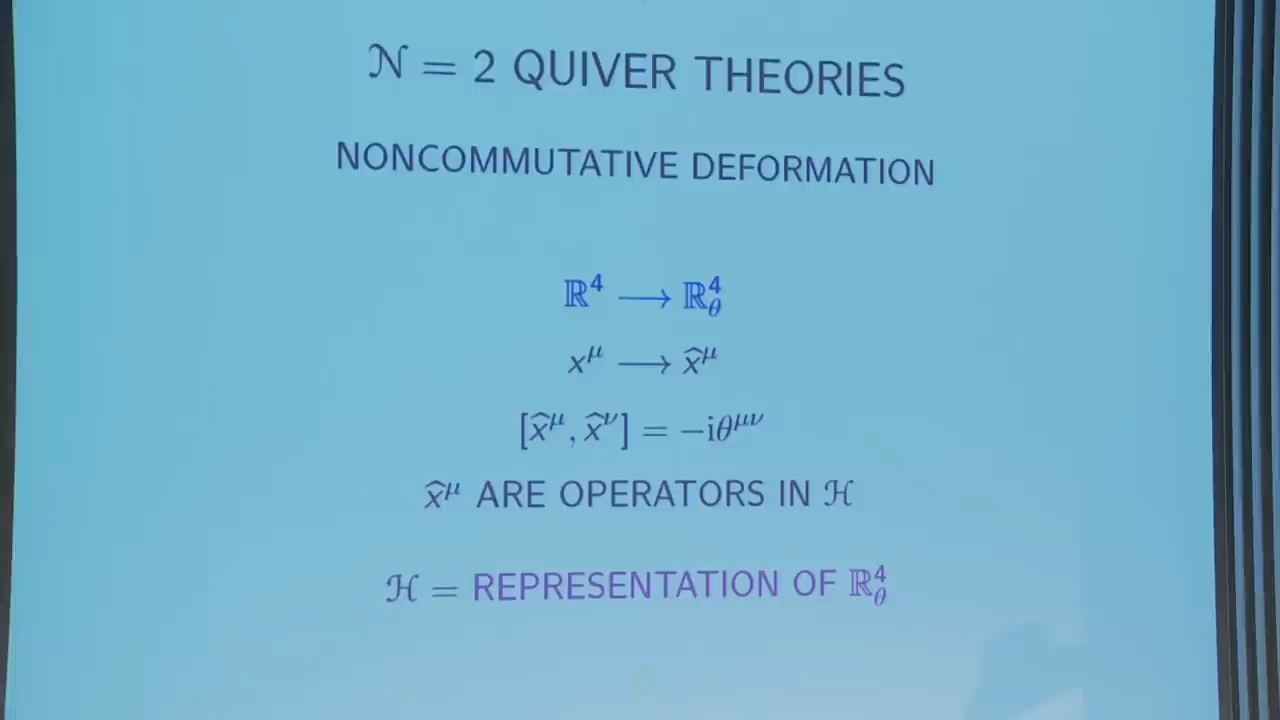 𝒩 = 2 QUIVER THEORIES
NONCOMMUTATIVE DEFORMATION
ℝ⁴ ⟶ ℝ⁴_θ
x^μ ⟶ x̂^μ
[x̂^μ, x̂^ν] = −iθ^{μν}
x̂^μ ARE OPERATORS IN ℋ
ℋ = REPRESENTATION OF ℝ⁴_θ